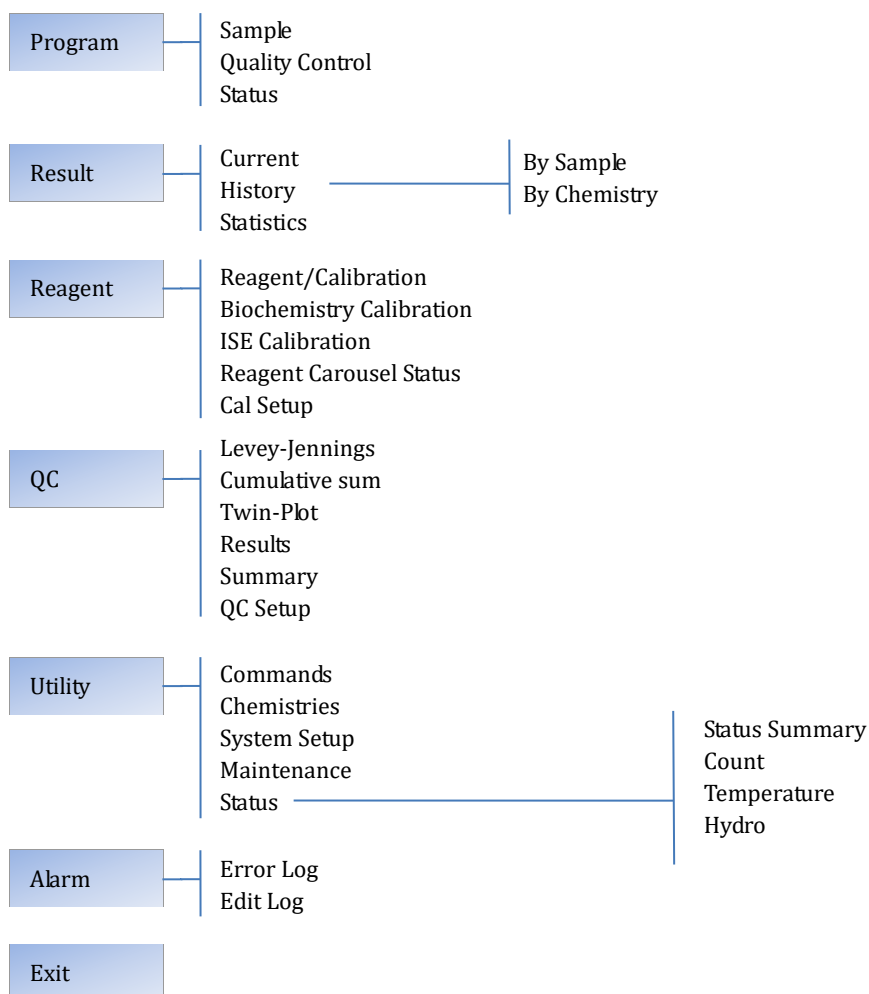 Program
Sample
Quality Control
Status
Result
Current
History
Statistics
By Sample
By Chemistry
Reagent
Reagent/Calibration
Biochemistry Calibration
ISE Calibration
Reagent Carousel Status
Cal Setup
QC
Levey-Jennings
Cumulative sum
Twin-Plot
Results
Summary
QC Setup
Utility
Commands
Chemistries
System Setup
Maintenance
Status
Status Summary
Count
Temperature
Hydro
Alarm
Error Log
Edit Log
Exit